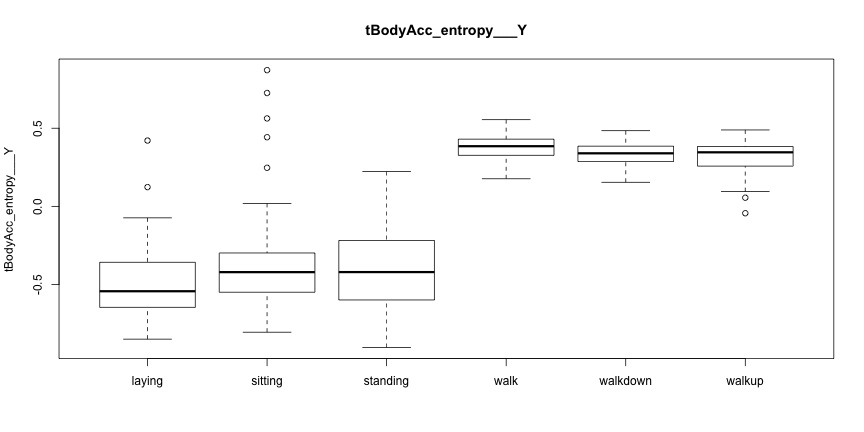 tBodyAcc_entropy___Y
tBodyAcc_entropy___Y
0.5
0.0
-0.5
laying sitting standing walk walkdown walkup